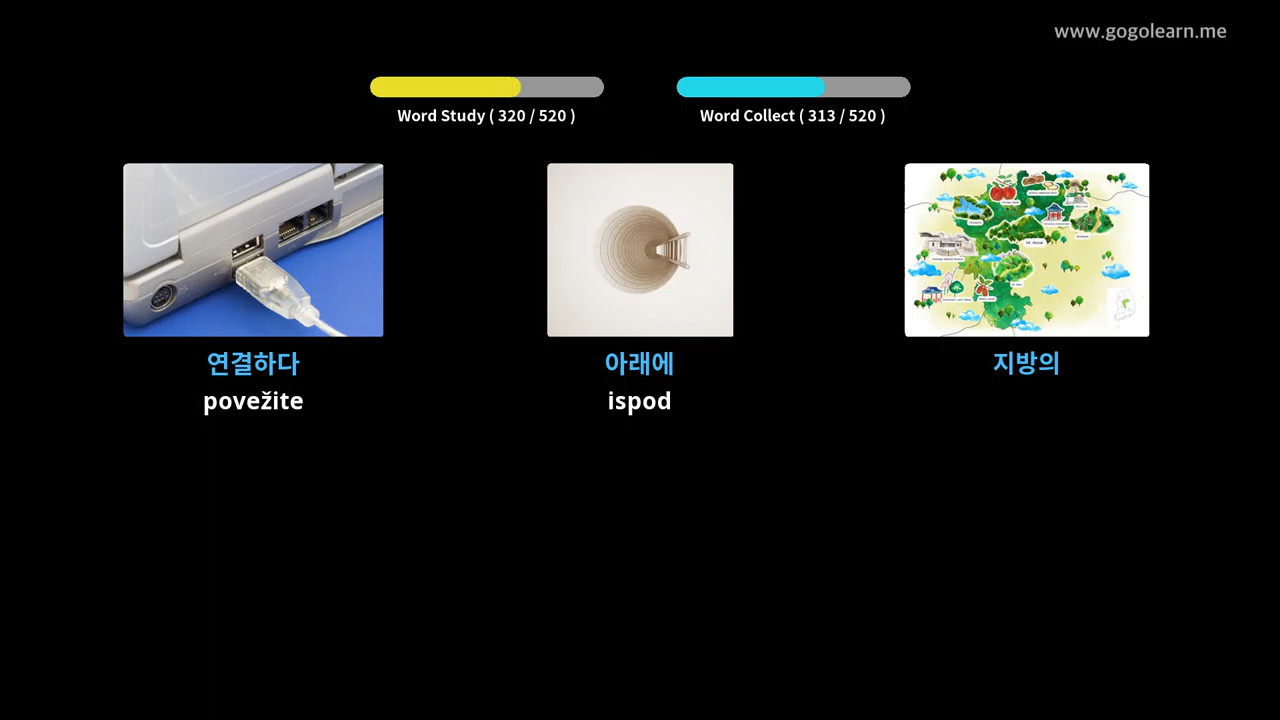 www.gogolearn.me
Word Study ( 320 / 520 )
Word Collect ( 313 / 520 )
연결하다
아래에
지방의
povežite
ispod